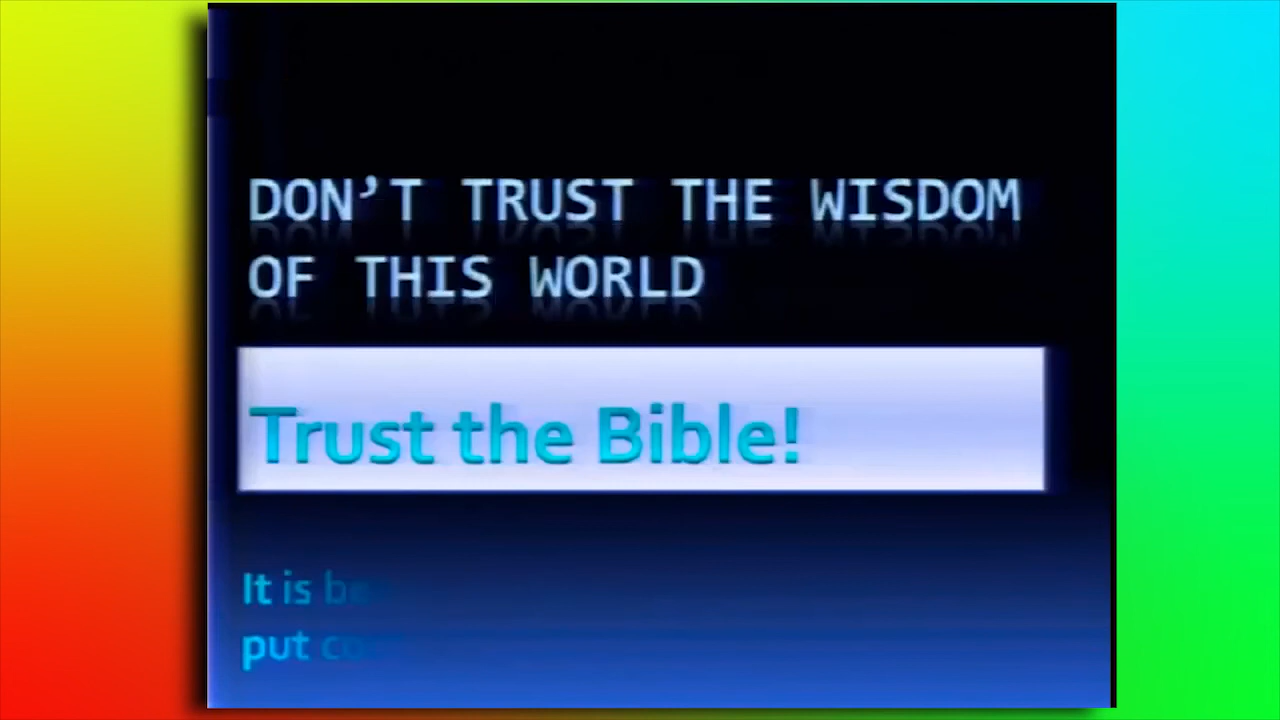 DON’T TRUST THE WISDOM
OF THIS WORLD
Trust the Bible!
It is
put